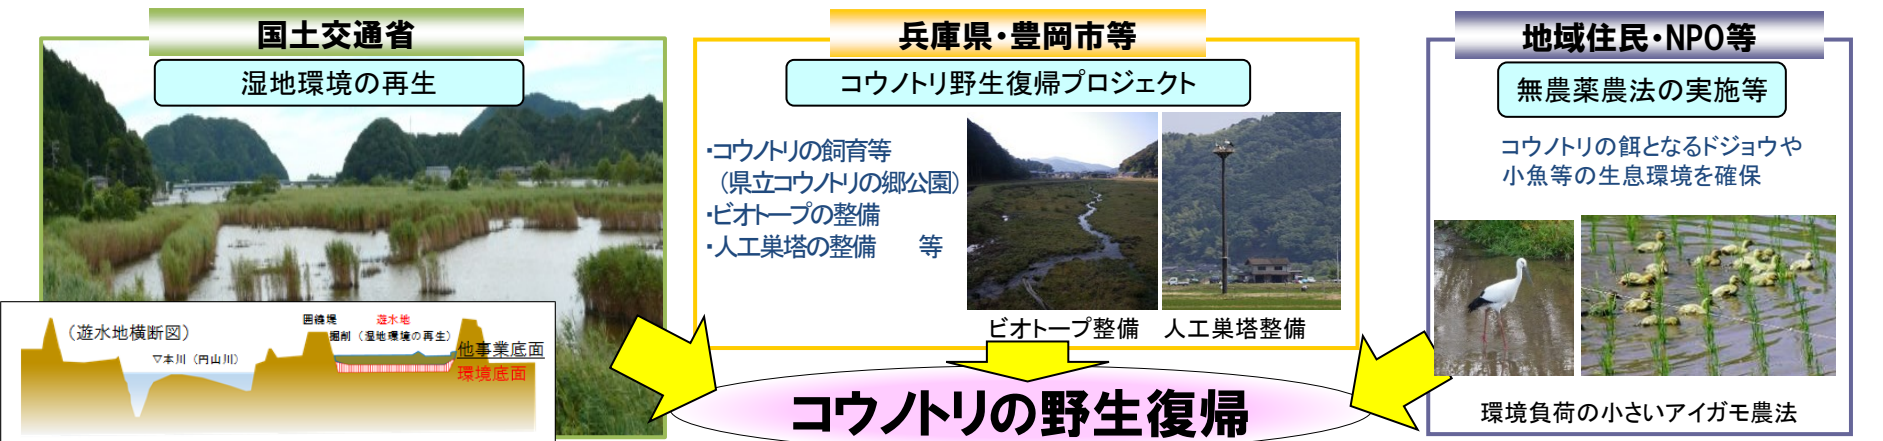 国土交通省
湿地環境の再生
(遊水地横断図)
囲繞堤
遊水地
掘削（湿地環境の再生）
▽本川（円山川）
他事業底面
環境底面
兵庫県・豊岡市等
コウノトリ野生復帰プロジェクト
・コウノトリの飼育等
（県立コウノトリの郷公園）
・ビオトープの整備
・人工巣塔の整備　等
ビオトープ整備　人工巣塔整備
地域住民・NPO等
無農薬農法の実施等
コウノトリの餌となるドジョウや
小魚等の生息環境を確保
環境負荷の小さいアイガモ農法
コウノトリの野生復帰